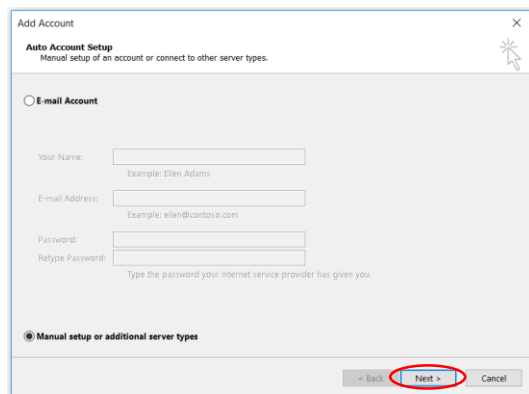 Add Account
Auto Account Setup
Manual setup of an account or connect to other server types.
E-mail Account
Your Name:
Example: Ellen Adams
E-mail Address:
Example: ellen@contoso.com
Password:
Retype Password:
Type the password your internet service provider has given you.
Manual setup or additional server types
< Back Next > Cancel